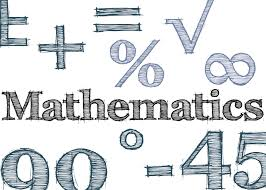 ± = √
% ∞
Mathematics
90° -45